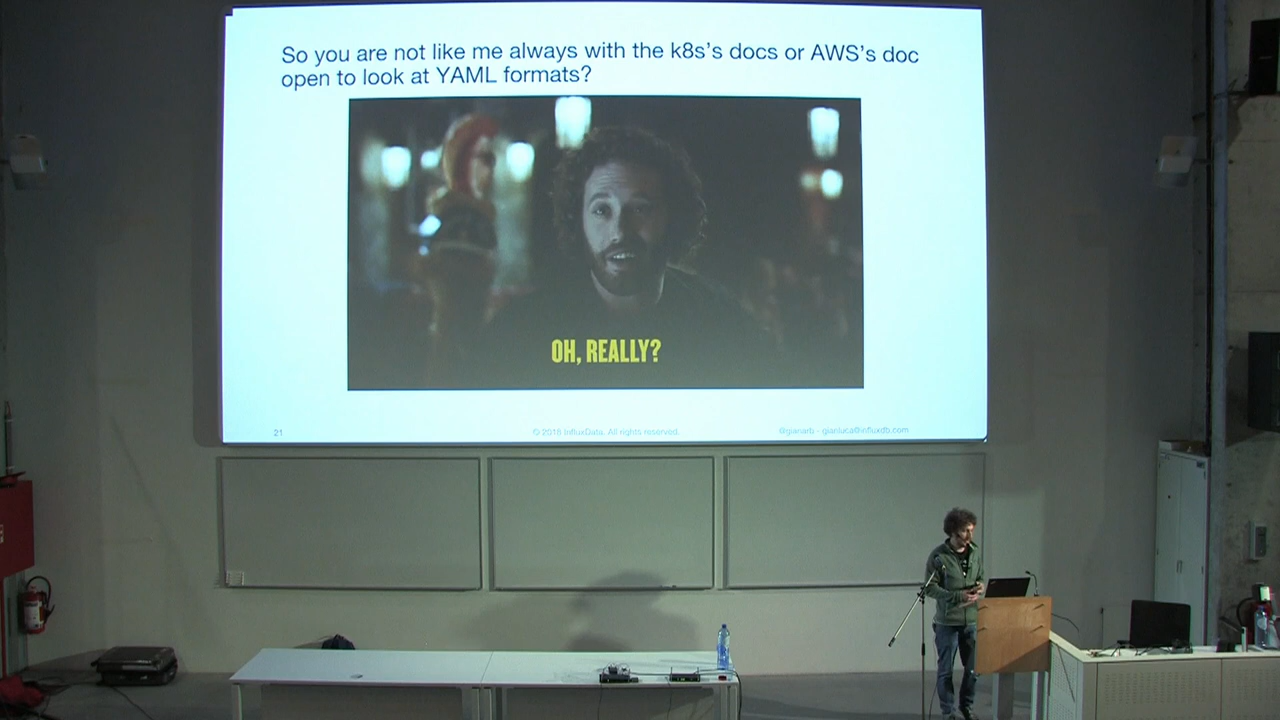 So you are not like me always with the k8s's docs or AWS's doc
open to look at YAML formats?
OH, REALLY?
21
© 2018 InfluxData. All rights reserved.
@gianarb - gianluca@influxdb.com